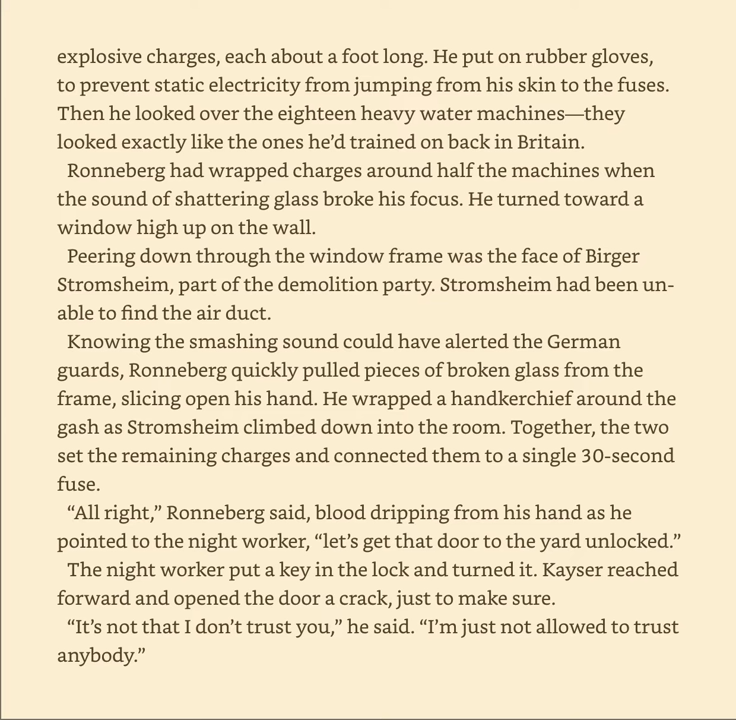 explosive charges, each about a foot long. He put on rubber gloves,
to prevent static electricity from jumping from his skin to the fuses.
Then he looked over the eighteen heavy water machines—they
looked exactly like the ones he’d trained on back in Britain.
Ronneberg had wrapped charges around half the machines when
the sound of shattering glass broke his focus. He turned toward a
window high up on the wall.
Peering down through the window frame was the face of Birger
Stromsheim, part of the demolition party. Stromsheim had been un-
able to find the air duct.
Knowing the smashing sound could have alerted the German
guards, Ronneberg quickly pulled pieces of broken glass from the
frame, slicing open his hand. He wrapped a handkerchief around the
gash as Stromsheim climbed down into the room. Together, the two
set the remaining charges and connected them to a single 30-second
fuse.
“All right,” Ronneberg said, blood dripping from his hand as he
pointed to the night worker, “let’s get that door to the yard unlocked.”
The night worker put a key in the lock and turned it. Kayser reached
forward and opened the door a crack, just to make sure.
“It’s not that I don’t trust you,” he said. “I’m just not allowed to trust
anybody.”